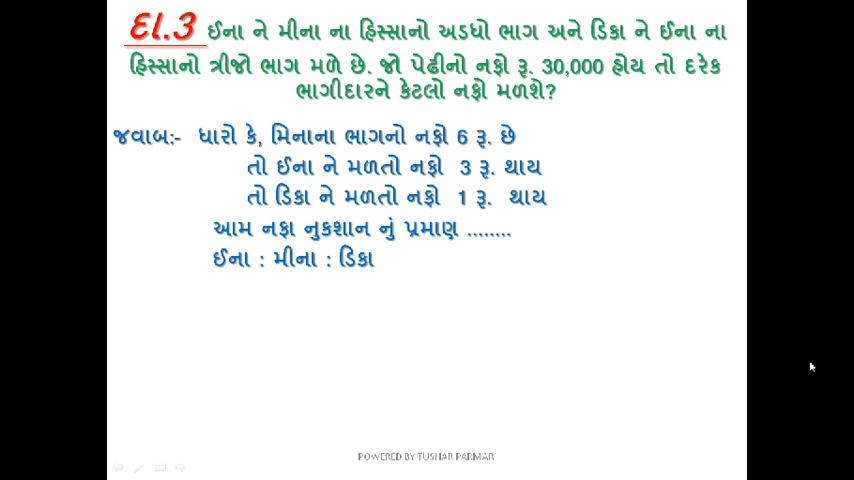 દા.3 ઈના ને મીના ના હિસ્સાનો અડધો ભાગ અને ડિકા ને ઈના ના
હિસ્સાનો ત્રીજો ભાગ મળે છે. જો પેઢીનો નફો રૂ. 30,000 હોય તો દરેક
ભાગીદારને કેટલો નફો મળશે?
જવાબ:- ધારો કે, મિનાના ભાગનો નફો 6 રૂ. છે
તો ઈના ને મળતો નફો 3 રૂ. થાય
તો ડિકા ને મળતો નફો 1 રૂ. થાય
આમ નફા નુકશાન નું પ્રમાણ ........
ઈના : મીના : ડિકા
POWERED BY TUSHAR PARMAR